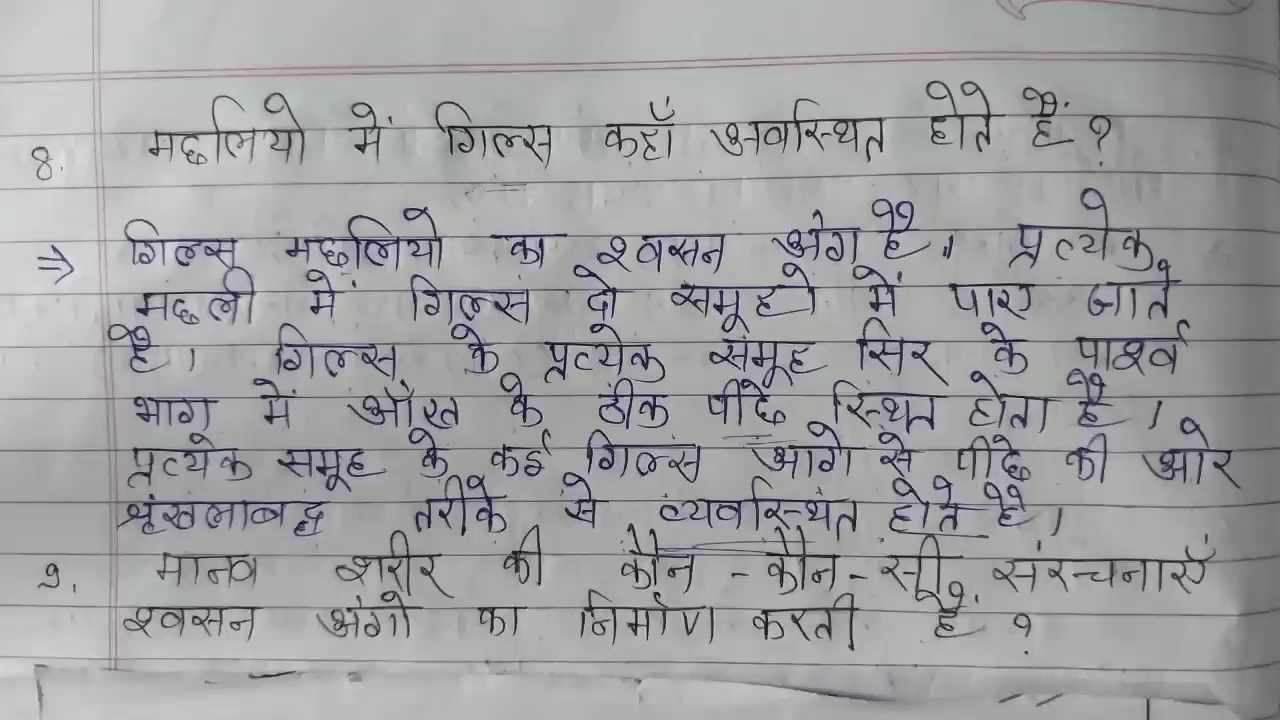 8. मछलियो में गिल्स कहाँ अवस्थित होते हैं ?
⇒ गिल्स मछलियो का श्वसन अंग है। प्रत्येक
मछली में गिल्स दो समूहो में पाए जाते
है। गिल्स के प्रत्येक समूह सिर के पार्श्व
भाग में आँख के ठीक पीछे स्थित होता है ।
प्रत्येक समूह के कई गिल्स आगे से पीछे की ओर
श्रृंखलाबद्ध तरीके से व्यवस्थित होते है।
9. मानव शरीर की कौन - कौन - सी संरचनाएँ
श्वसन अंगो का निर्माण करती है ?